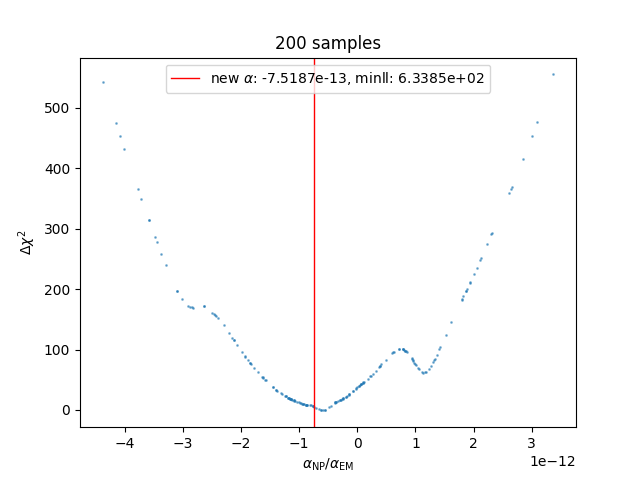 200 samples
new α: -7.5187e-13, minll: 6.3385e+02
Δχ²
500
400
300
200
100
0
−4 −3 −2 −1 0 1 2 3
1e−12
α_NP/α_EM